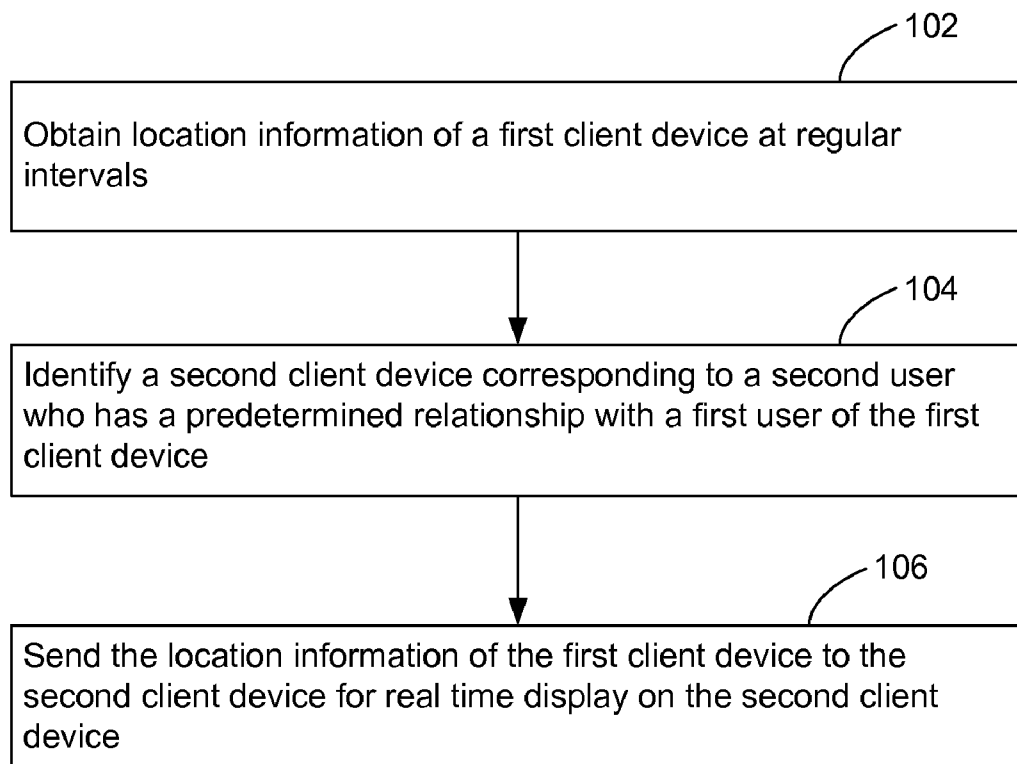 102
Obtain location information of a first client device at regular
intervals
104
Identify a second client device corresponding to a second user
who has a predetermined relationship with a first user of the first
client device
106
Send the location information of the first client device to the
second client device for real time display on the second client
device